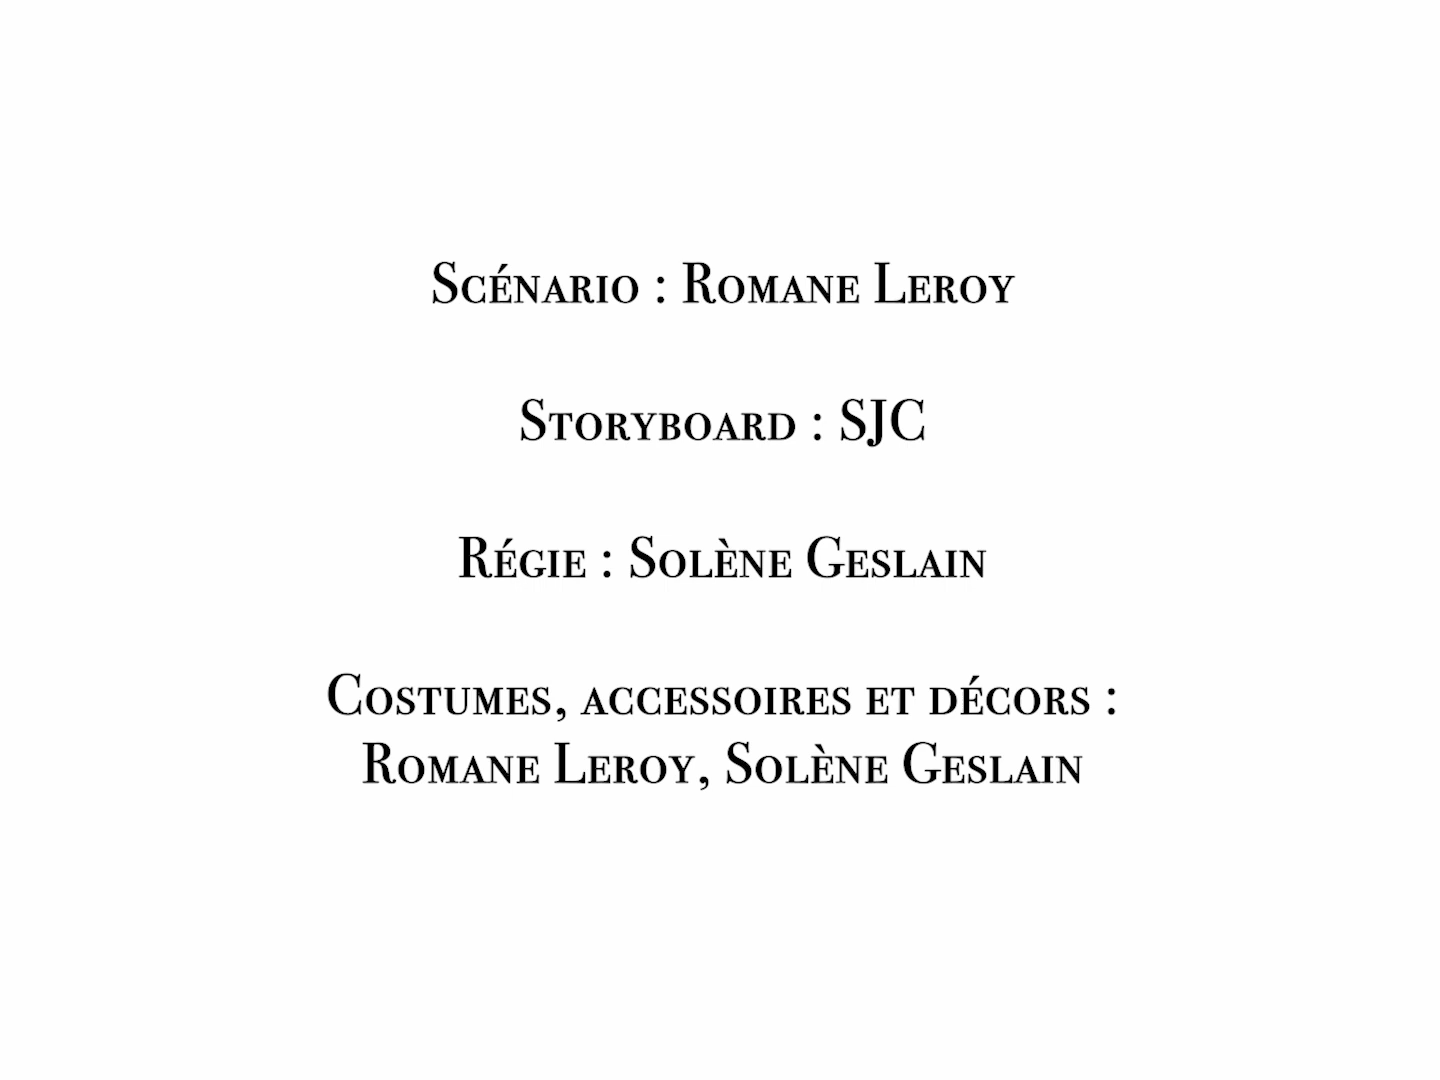 Scénario : Romane Leroy
Storyboard : SJC
Régie : Solène Geslain
Costumes, accessoires et décors :
Romane Leroy, Solène Geslain